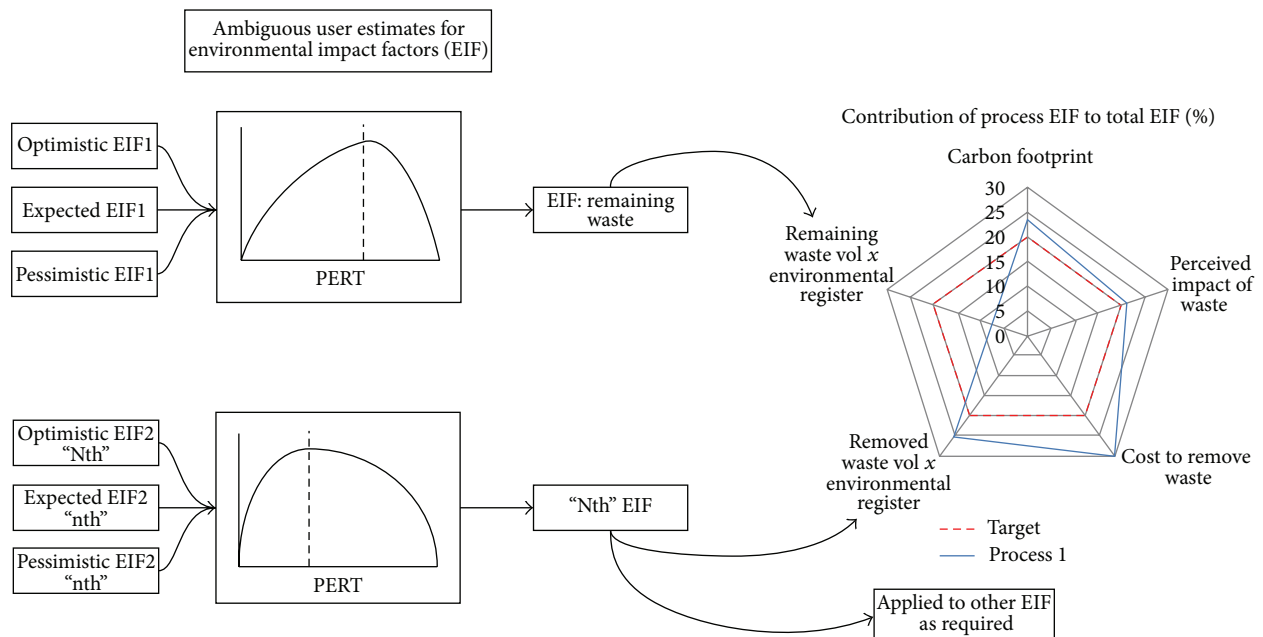 Ambiguous user estimates for
environmental impact factors (EIF)
Optimistic EIF1
Expected EIF1
Pessimistic EIF1
PERT
EIF: remaining
waste
Contribution of process EIF to total EIF (%)
Carbon footprint
30
25
20
15
10
5
0
Remaining
waste vol x
environmental
register
Perceived
impact of
waste
Optimistic EIF2
“Nth”
Expected EIF2
“nth”
Pessimistic EIF2
“nth”
PERT
“Nth” EIF
Removed
waste vol x
environmental
register
Cost to remove
waste
Target
Process 1
Applied to other EIF
as required